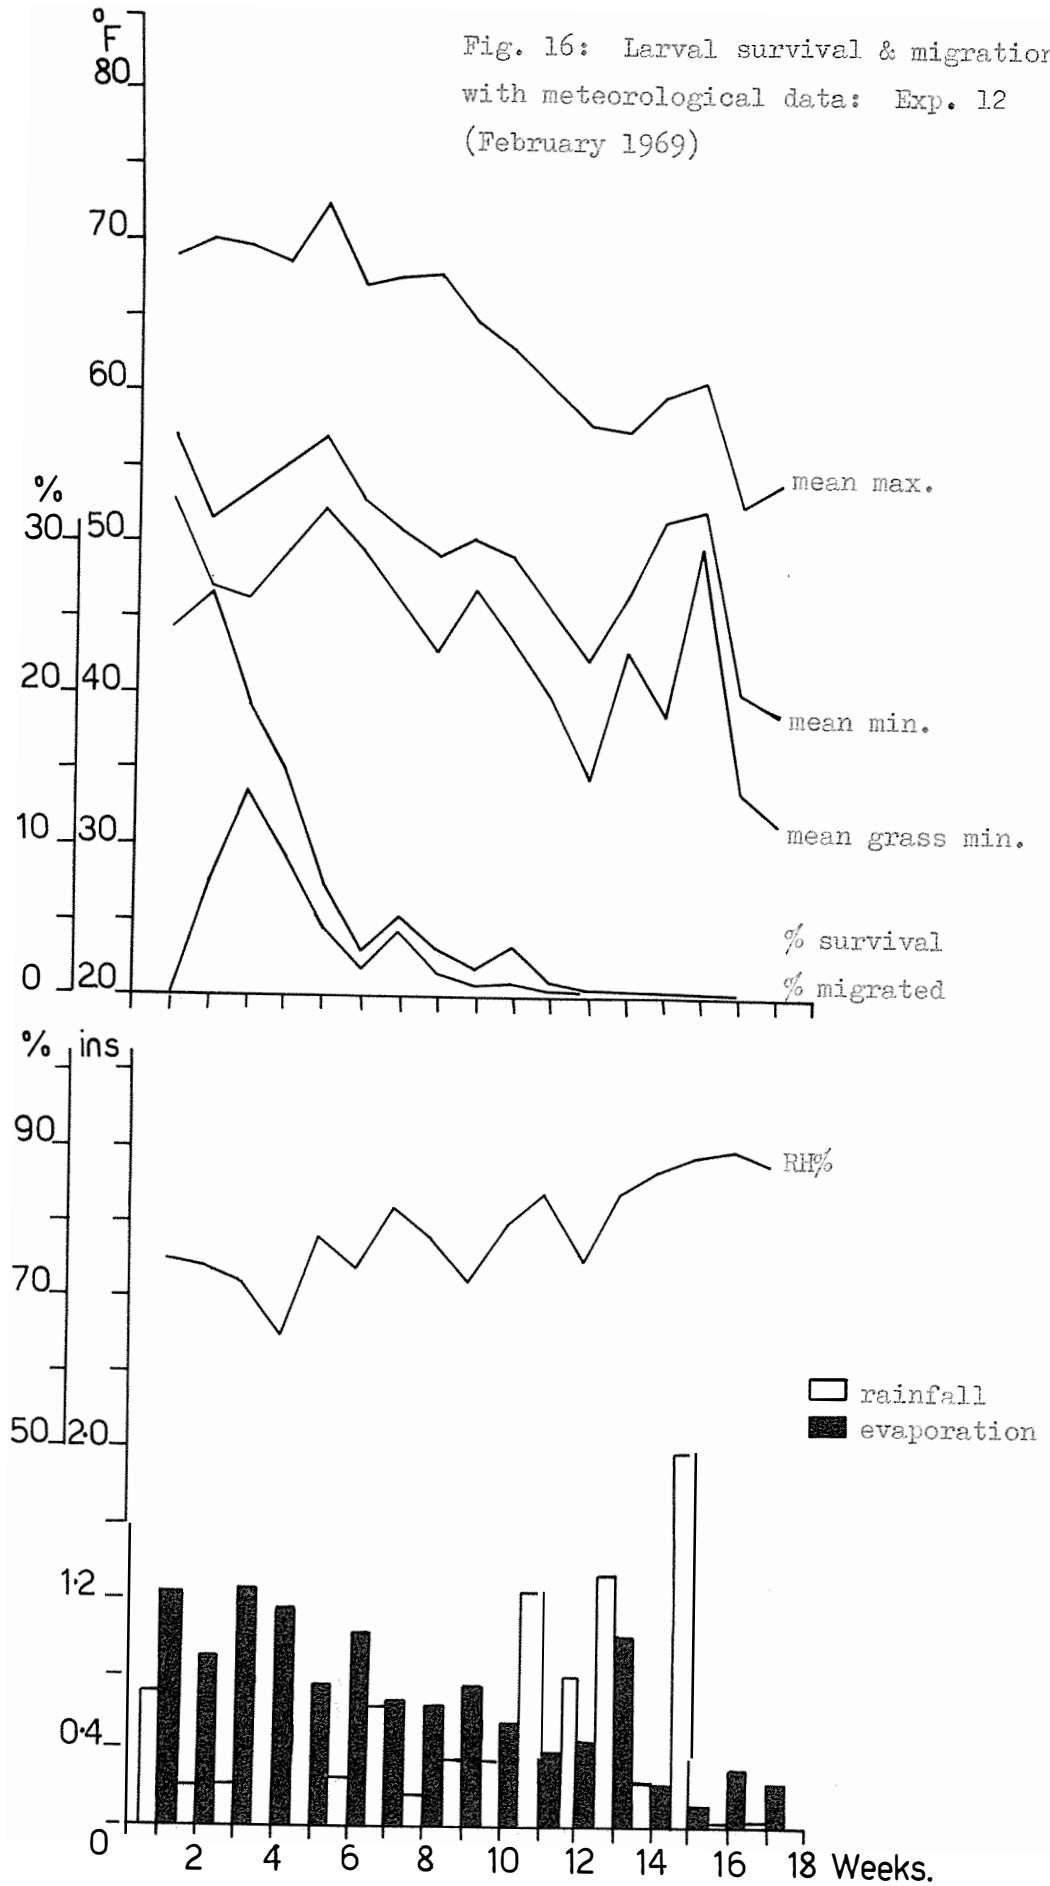 °F
Fig. 16: Larval survival & migration
with meteorological data: Exp. 12
(February 1969)
80
70
60
%
30 50
20 40
10 30
0 20
mean max.
mean min.
mean grass min.
% survival
% migrated
% ins
90
70
50 2·0
RH%
rainfall
evaporation
1·2
0·4
0
2 4 6 8 10 12 14 16 18 Weeks.